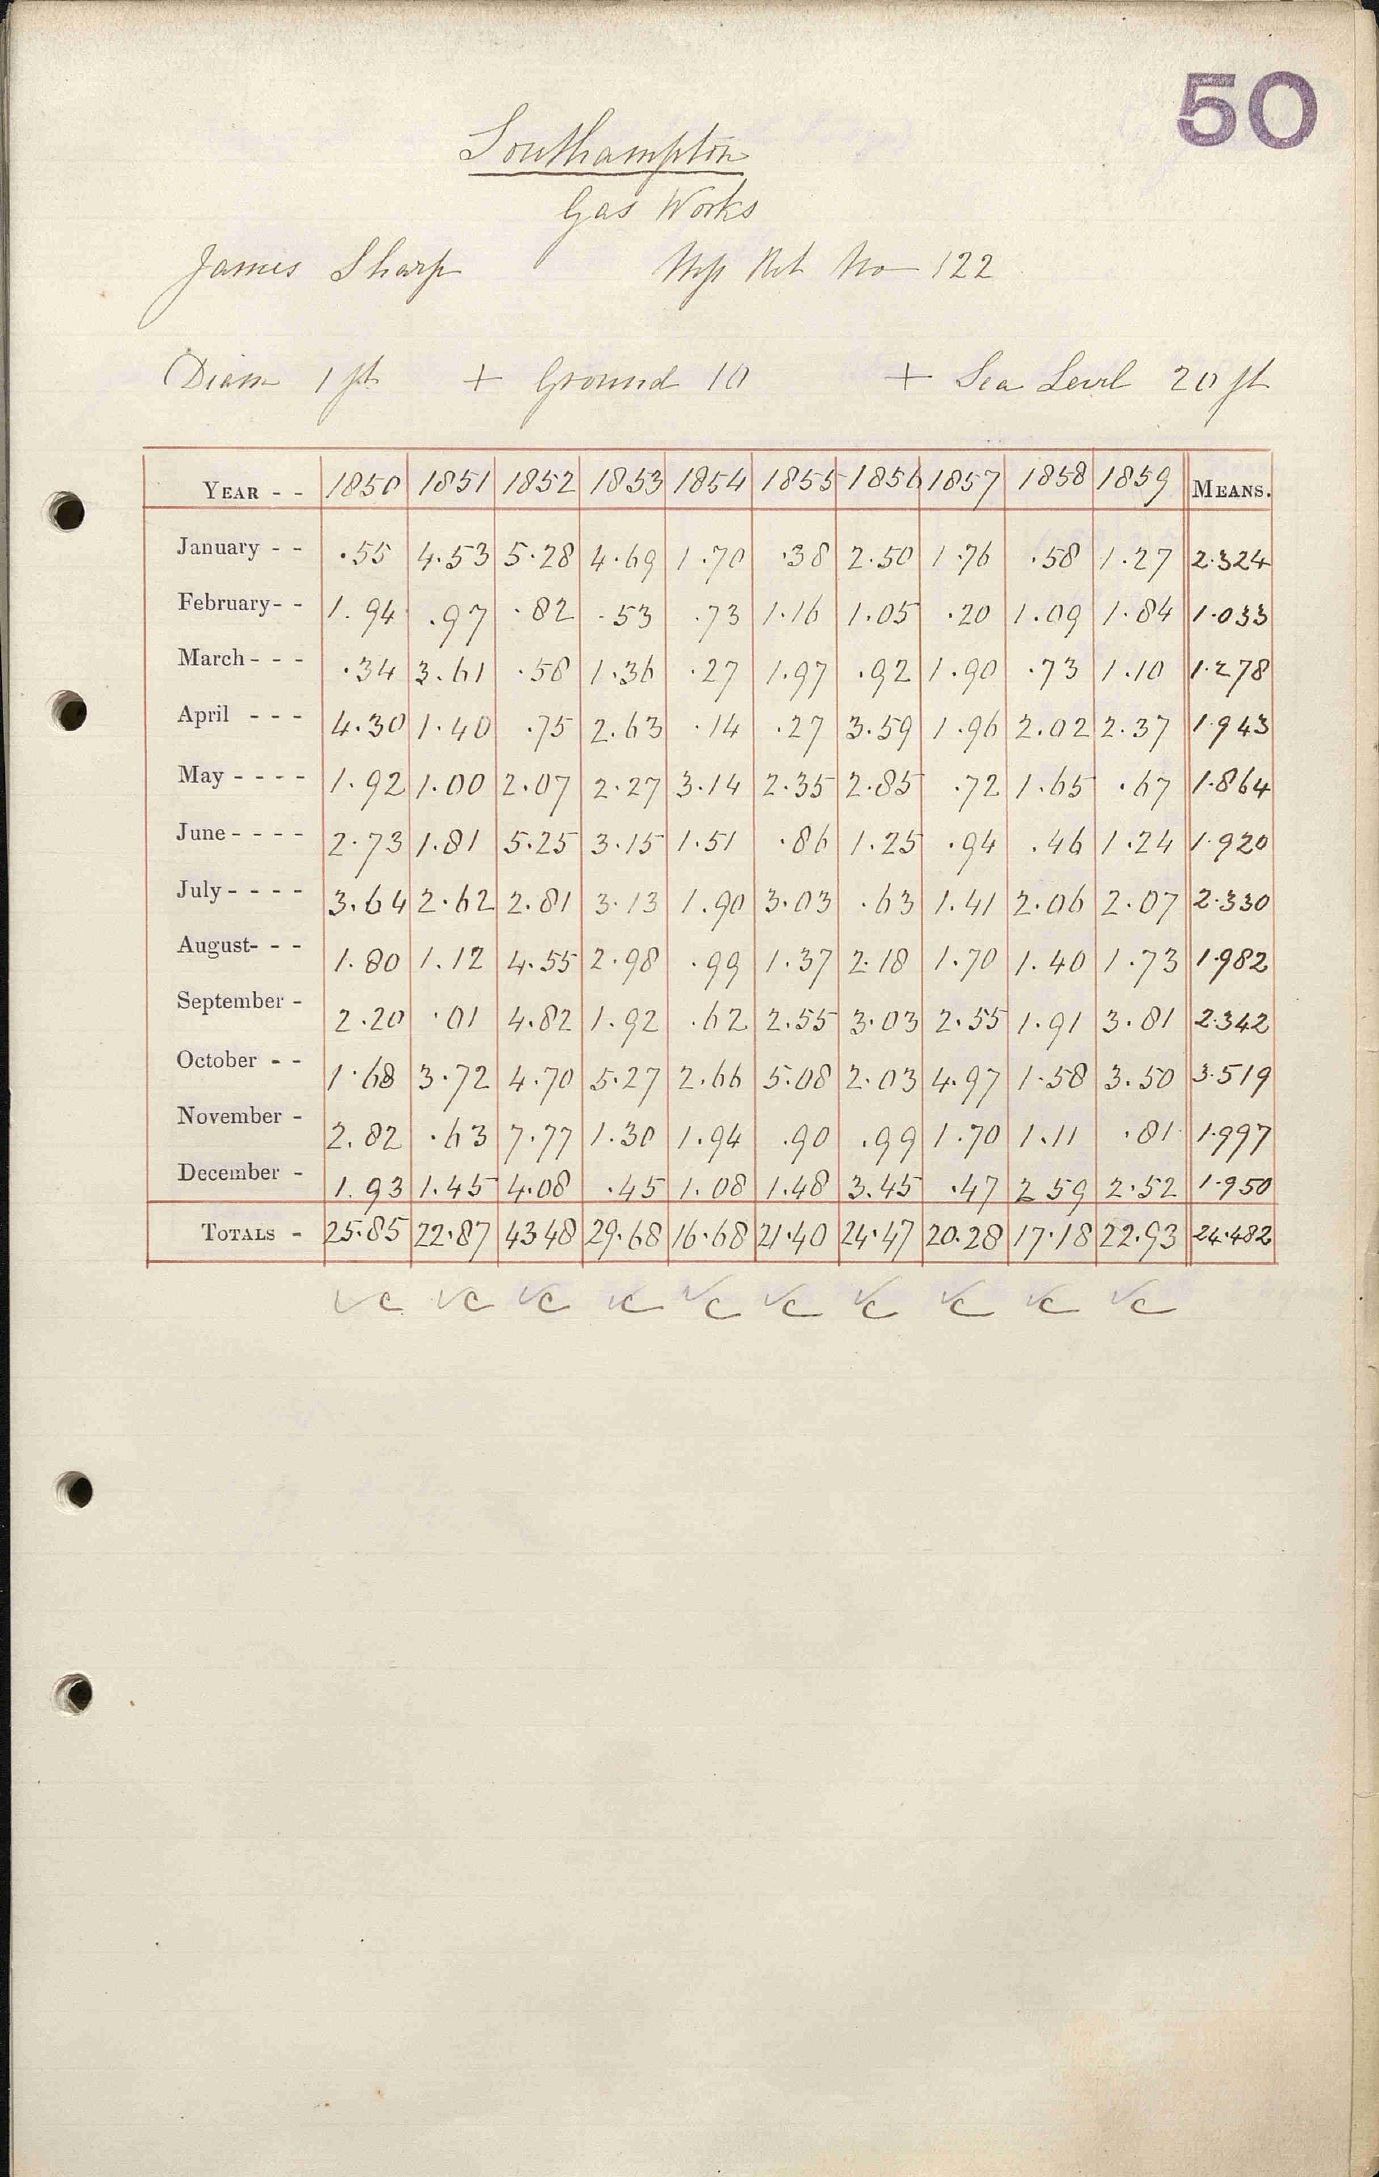 50
Southampton
Gas Works
James Sharp No 122
Diam 1 ft + Ground 10 + Sea Level 20 ft
YEAR - - 1850 1851 1852 1853 1854 1855 1856 1857 1858 1859 MEANS.
January - - .55 4.53 5.28 4.69 1.70 .38 2.50 1.76 .58 1.27 2.324
February - - 1.94 .97 .82 .53 .73 1.16 1.05 .20 1.09 1.84 1.033
March - - - .34 3.61 .58 1.36 .27 1.97 .92 1.90 .73 1.10 1.278
April - - - 4.30 1.40 .75 2.63 .14 .27 3.59 1.96 2.02 2.37 1.943
May - - - - 1.92 1.00 2.07 2.27 3.14 2.35 2.85 .72 1.65 .67 1.864
June - - - - 2.73 1.81 5.25 3.15 1.51 .86 1.25 .94 .46 1.24 1.920
July - - - - 3.64 2.62 2.81 3.13 1.90 3.03 .63 1.41 2.06 2.07 2.330
August - - - 1.80 1.12 4.55 2.98 .99 1.37 2.18 1.70 1.40 1.73 1.982
September - 2.20 .01 4.82 1.92 .62 2.55 3.03 2.55 1.91 3.81 2.342
October - - 1.68 3.72 4.70 5.27 2.66 5.08 2.03 4.97 1.58 3.50 3.519
November - 2.82 .63 7.77 1.30 1.94 .90 .99 1.70 1.11 .81 1.997
December - 1.93 1.45 4.08 .45 1.08 1.48 3.45 .47 2 59 2.52 1.950
TOTALS - 25.85 22.87 43 48 29.68 16.68 21.40 24.47 20.28 17.18 22.93 24.482
✓c ✓c ✓c ✓c ✓c ✓c ✓c ✓c ✓c ✓c